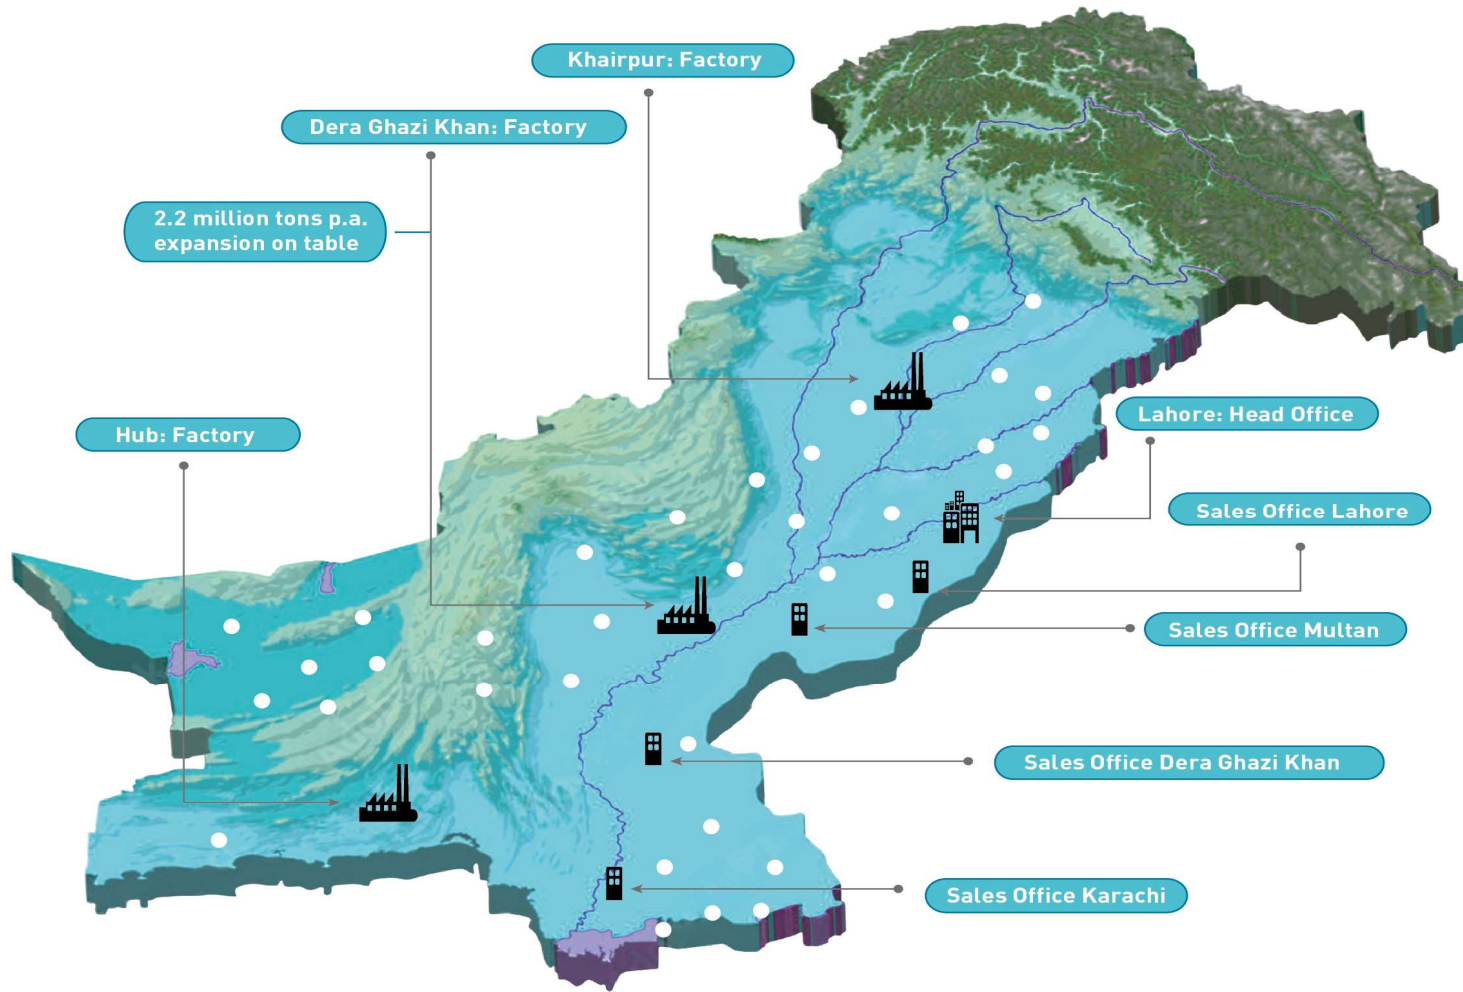 Khairpur: Factory
Dera Ghazi Khan: Factory
2.2 million tons p.a.
expansion on table
Hub: Factory
Lahore: Head Office
Sales Office Lahore
Sales Office Multan
Sales Office Dera Ghazi Khan
Sales Office Karachi